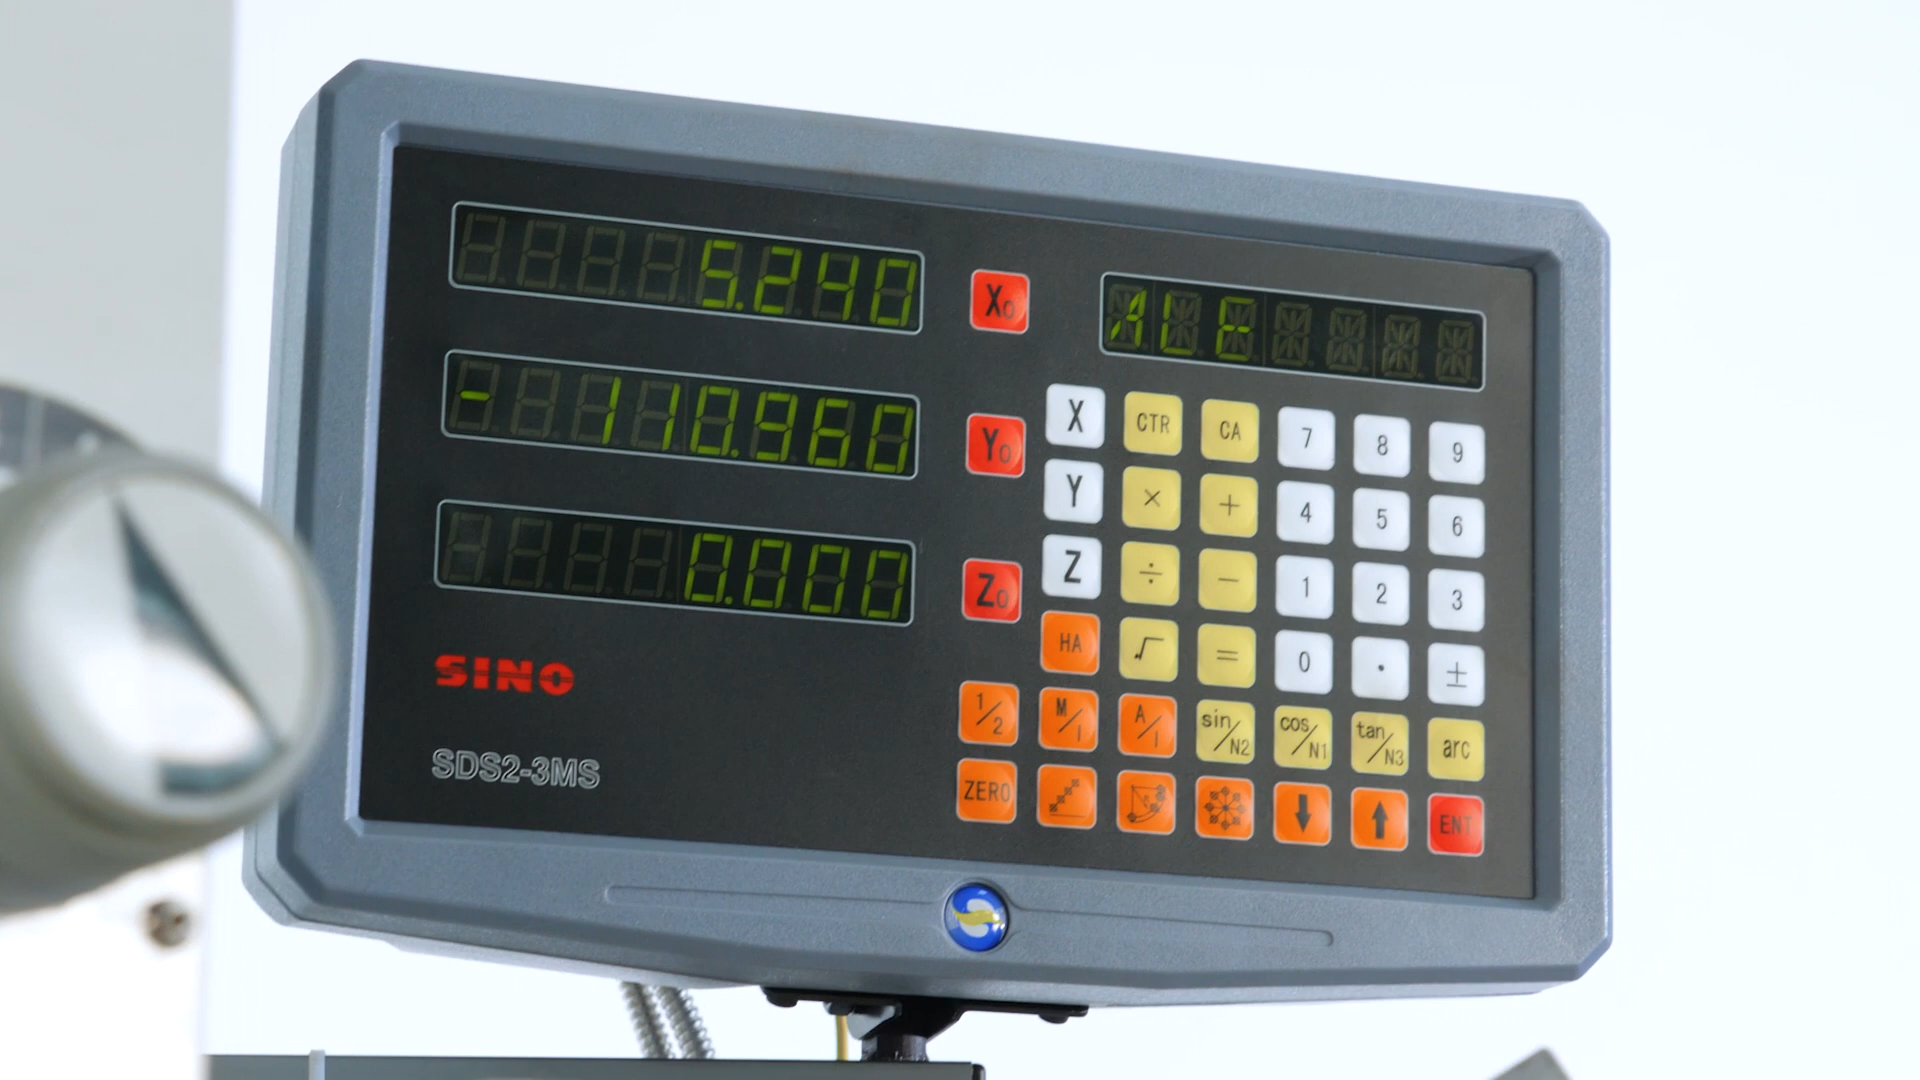 5.240
X₀
ALE
-110.960
Y₀
0.000
Z₀
SINO
SDS2-3MS
X CTR CA 7 8 9
Y × + 4 5 6
Z ÷ − 1 2 3
HA √ = 0 . ±
1/2 M/I A/I sin/N2 cos/N1 tan/N3 arc
ZERO ⬇ ⬆ ENT